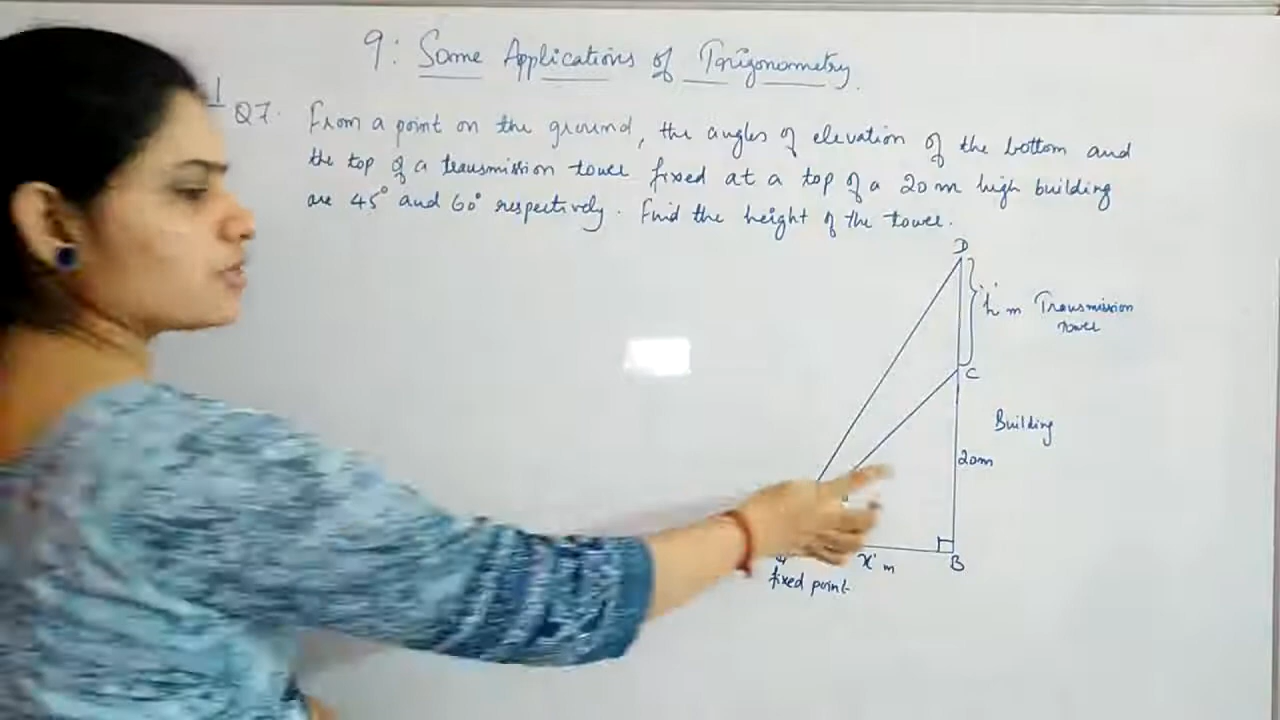 9: Some Applications of Trigonometry.
1
Q7. From a point on the ground, the angles of elevation of the bottom and
the top of a transmission tower fixed at a top of a 20m high building
are 45° and 60° respectively. Find the height of the tower.
D
'h' m Transmission
tower
C
Building
20m
x' m
B
fixed point